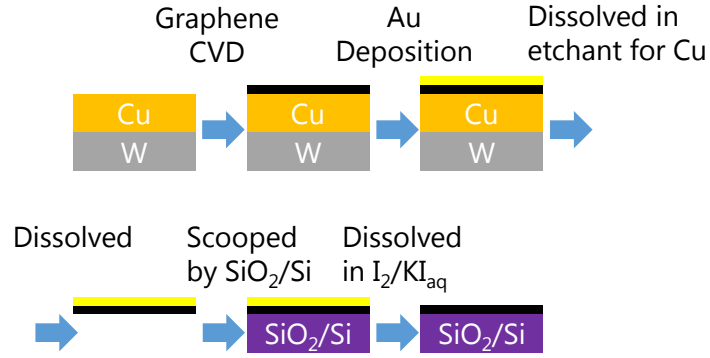 Graphene
CVD
Au
Deposition
Dissolved in
etchant for Cu
Cu
W
Cu
W
Cu
W
Dissolved
Scooped
by SiO₂/Si
Dissolved
in I₂/KI_aq
SiO₂/Si
SiO₂/Si